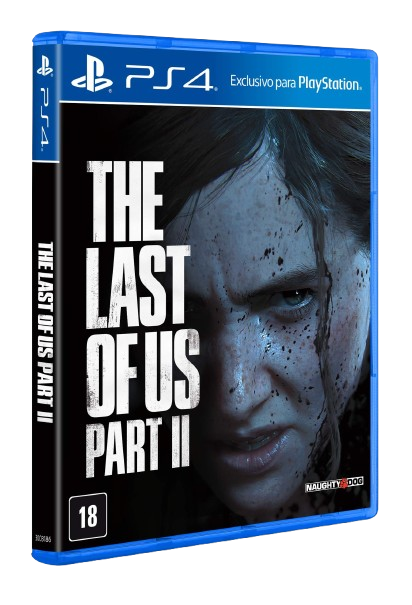 PS4
Exclusivo para PlayStation®
THE
LAST
OF US
PART II
18
NAUGHTY DOG
PS4
THE LAST OF US PART II